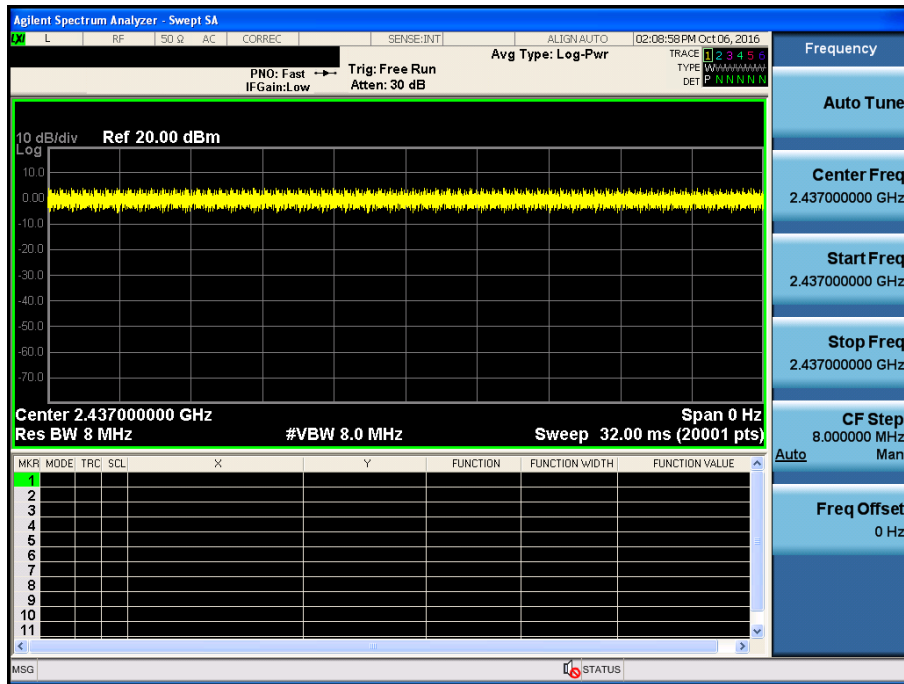 Agilent Spectrum Analyzer - Swept SA
LXI L RF 50 Ω AC CORREC SENSE:INT ALIGNAUTO 02:08:58 PM Oct 06, 2016
PNO: Fast IFGain:Low Trig: Free Run Atten: 30 dB Avg Type: Log-Pwr
TRACE 1 2 3 4 5 6
TYPE WWWWWW
DET P N N N N N
10 dB/div Ref 20.00 dBm
Log
10.0
0.00
-10.0
-20.0
-30.0
-40.0
-50.0
-60.0
-70.0
Center 2.437000000 GHz Span 0 Hz
Res BW 8 MHz #VBW 8.0 MHz Sweep 32.00 ms (20001 pts)
MKR MODE TRC SCL X Y FUNCTION FUNCTION WIDTH FUNCTION VALUE
1
2
3
4
5
6
7
8
9
10
11
MSG STATUS
Frequency
Auto Tune
Center Freq
2.437000000 GHz
Start Freq
2.437000000 GHz
Stop Freq
2.437000000 GHz
CF Step
8.000000 MHz
Auto Man
Freq Offset
0 Hz